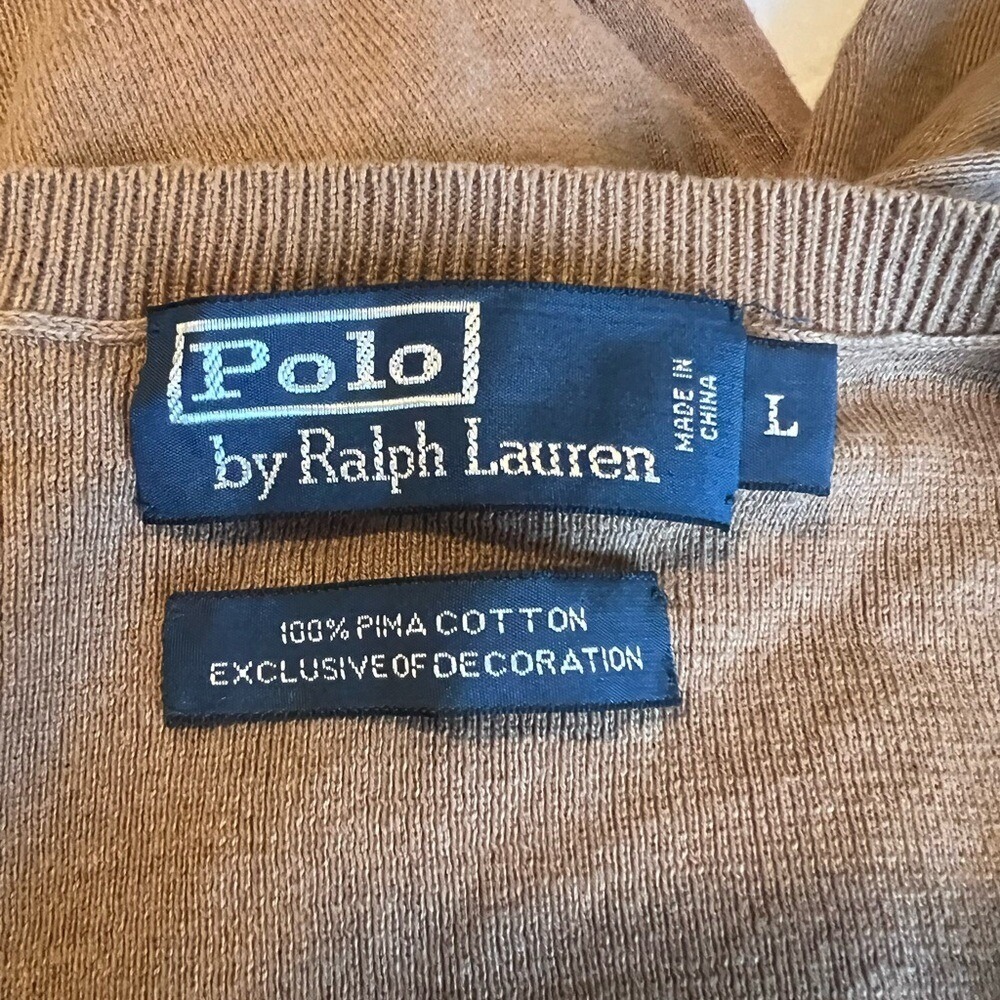 Polo
by Ralph Lauren
MADE IN
CHINA
L
100% PIMA COTTON
EXCLUSIVE OF DECORATION